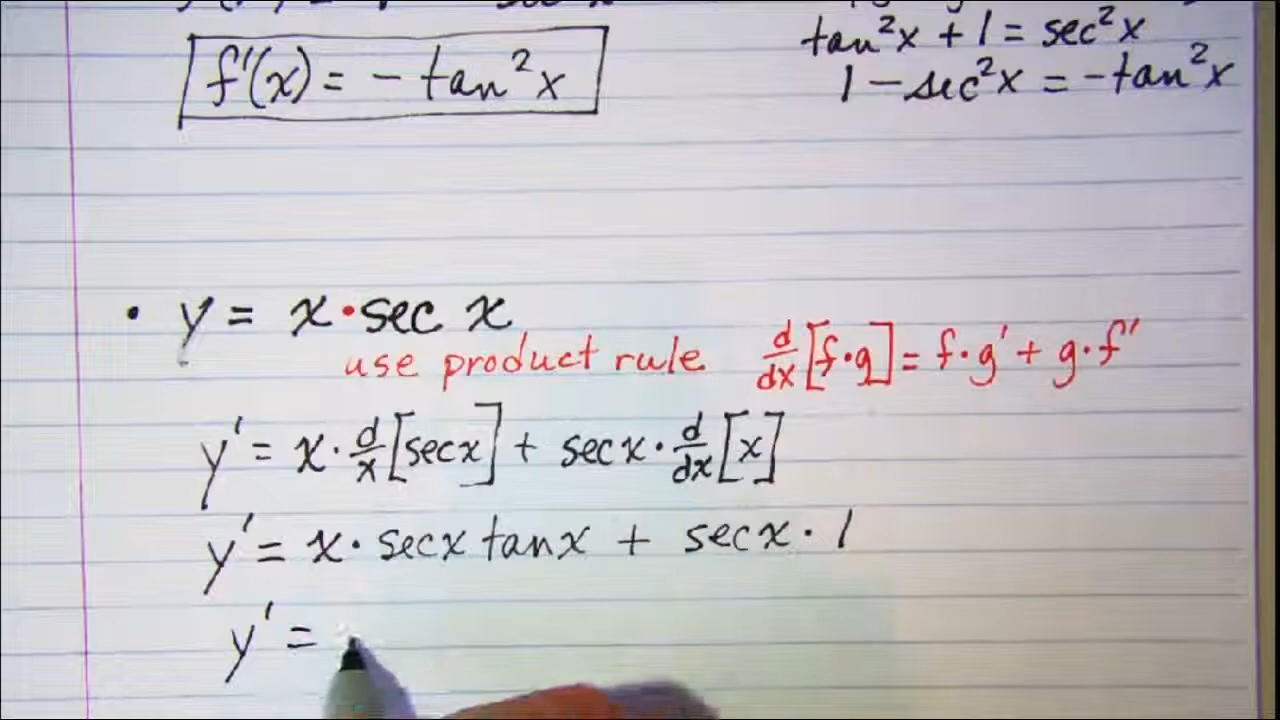 f'(x) = - tan²x
tan²x + 1 = sec²x
1 - sec²x = -tan²x
• y = x • sec x
use product rule d/dx [f·g] = f·g' + g·f'
y' = x · d/x [sec x] + sec x · d/dx [x]
y' = x · sec x tan x + sec x · 1
y' =